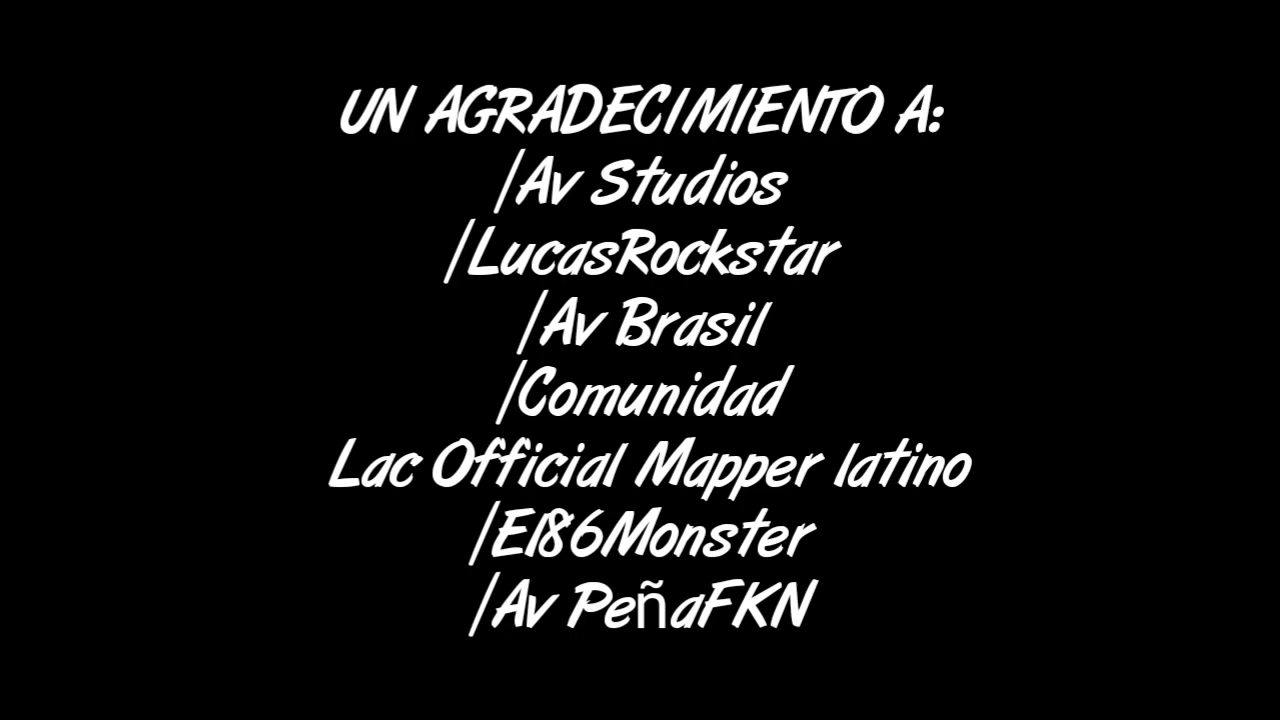 UN AGRADECIMIENTO A:
|Av Studios
|LucasRockstar
|Av Brasil
|Comunidad
Lac Official Mapper latino
|El86Monster
|Av PeñaFKN